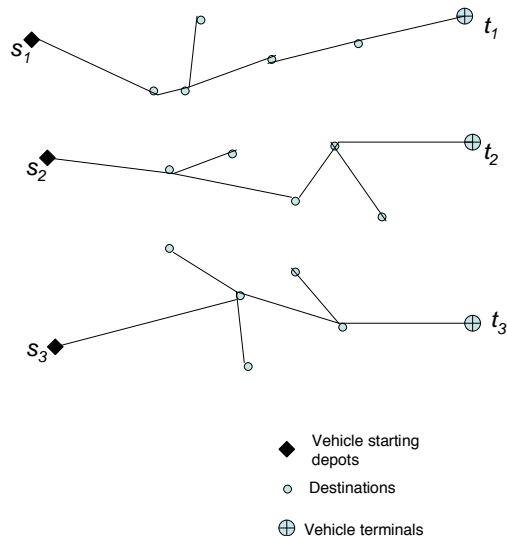 s1
t1
s2
t2
s3
t3
Vehicle starting
depots
Destinations
Vehicle terminals